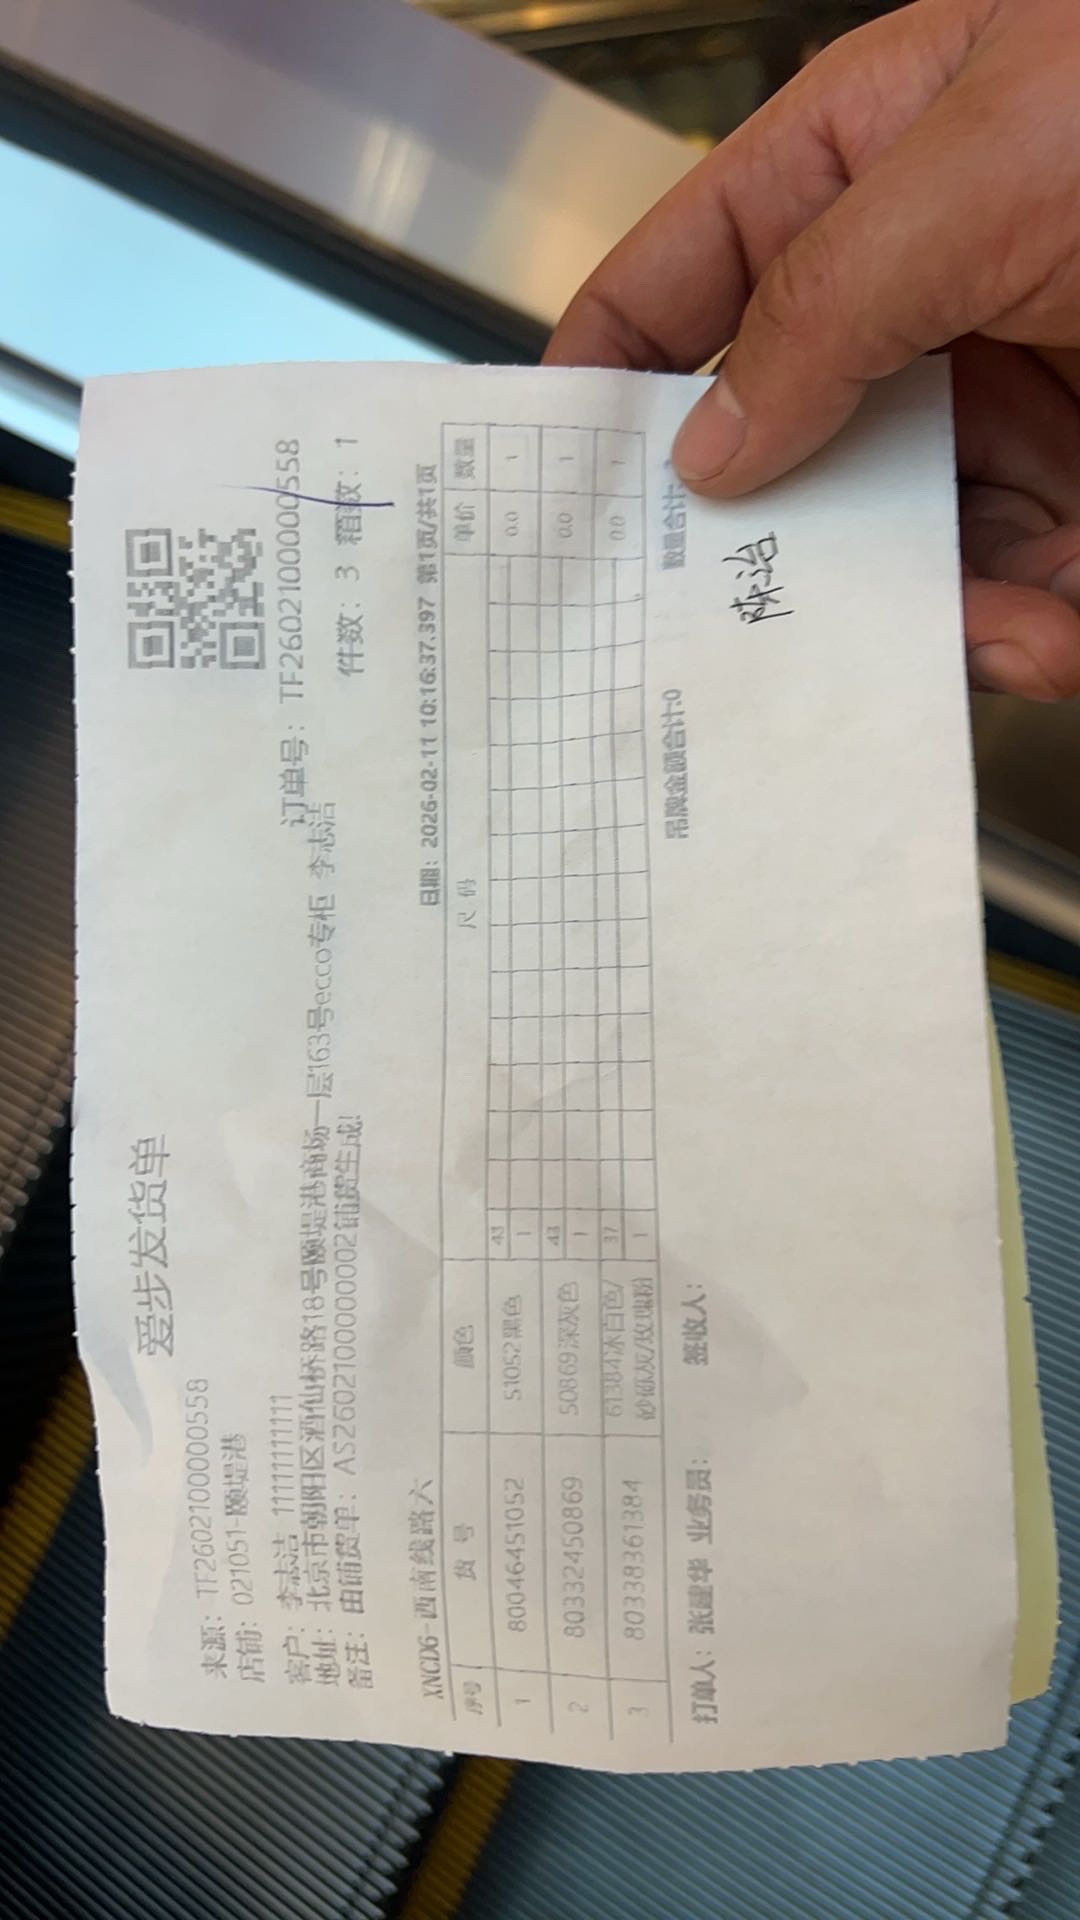 爱步发货单
来源：TF2602100000558
店铺：021051-颐堤港
订单号：TF2602100000558
客户：李志洁 11111111111
地址：北京市朝阳区酒仙桥路18号颐堤港商场一层163号ecco专柜 李志洁
件数：3 箱数：1
备注：由铺货单：AS2602100000002铺货生成!
XNCD6-西南线路六 日期：2026-02-11 10:16:37.397 第1页/共1页
序号 货号 颜色 尺码 单价 数量
1 80046451052 51052黑色 43 1 0.0 1
2 80332450869 50869深灰色 43 1 0.0 1
3 80338361384 61384冰白色/砂砾灰/玫瑰粉 37 1 0.0 1
吊牌金额合计:0 数量合计:
打单人：张建华 业务员： 签收人：